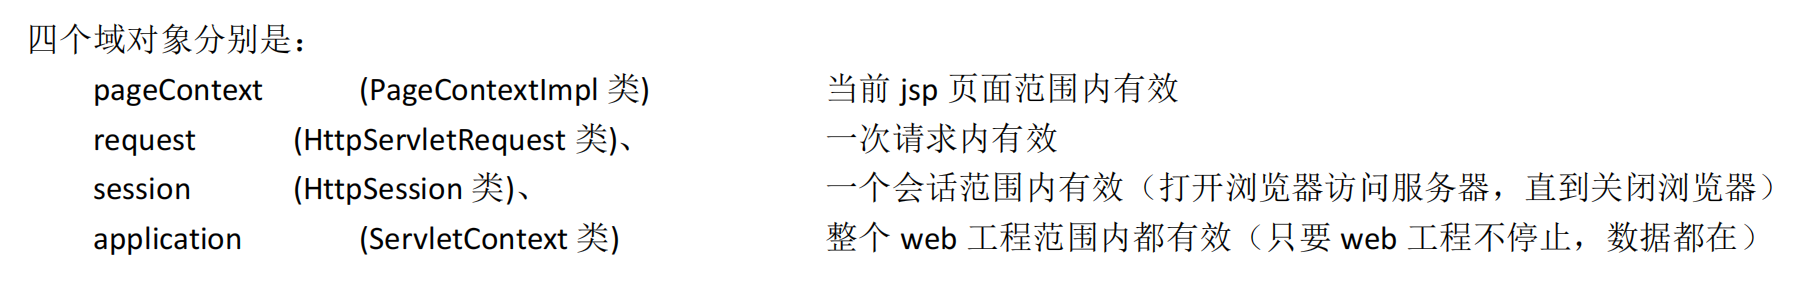 四个域对象分别是：
pageContext (PageContextImpl 类) 当前 jsp 页面范围内有效
request (HttpServletRequest 类)、 一次请求内有效
session (HttpSession 类)、 一个会话范围内有效（打开浏览器访问服务器，直到关闭浏览器）
application (ServletContext 类) 整个 web 工程范围内都有效（只要 web 工程不停止，数据都在）